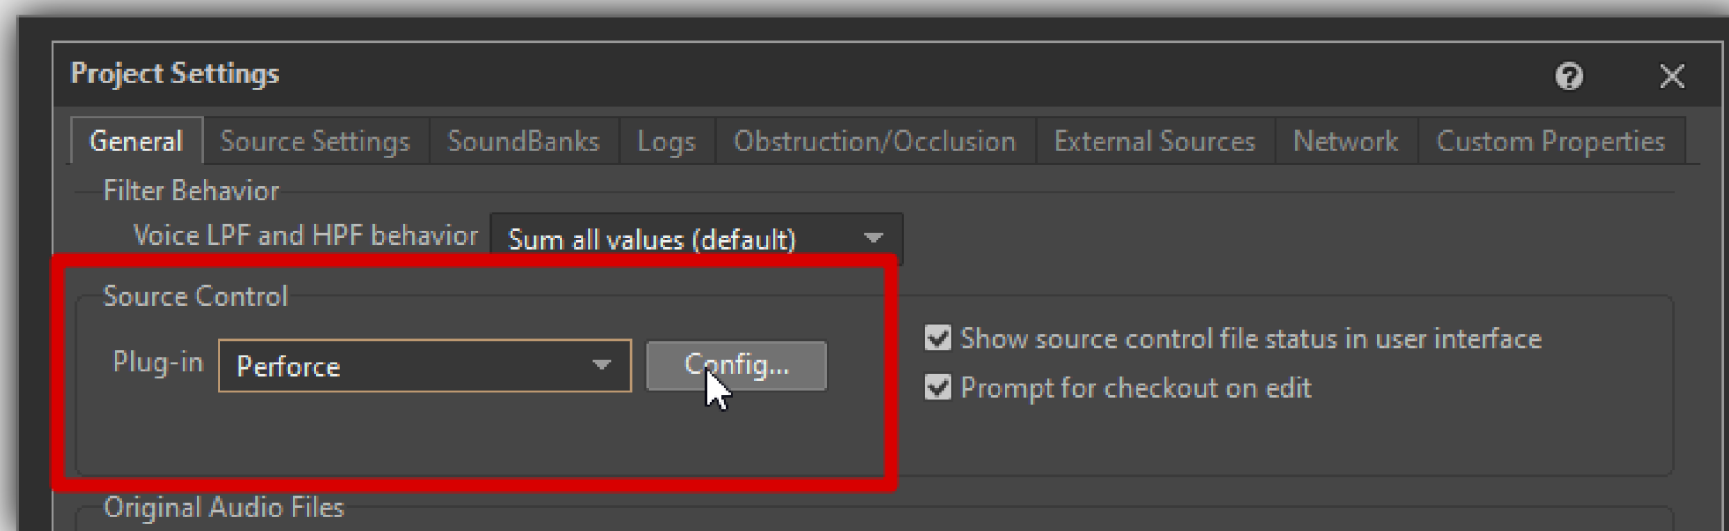 Project Settings
General Source Settings SoundBanks Logs Obstruction/Occlusion External Sources Network Custom Properties
Filter Behavior
Voice LPF and HPF behavior Sum all values (default)
Source Control
Plug-in Perforce Config...
Show source control file status in user interface
Prompt for checkout on edit
Original Audio Files